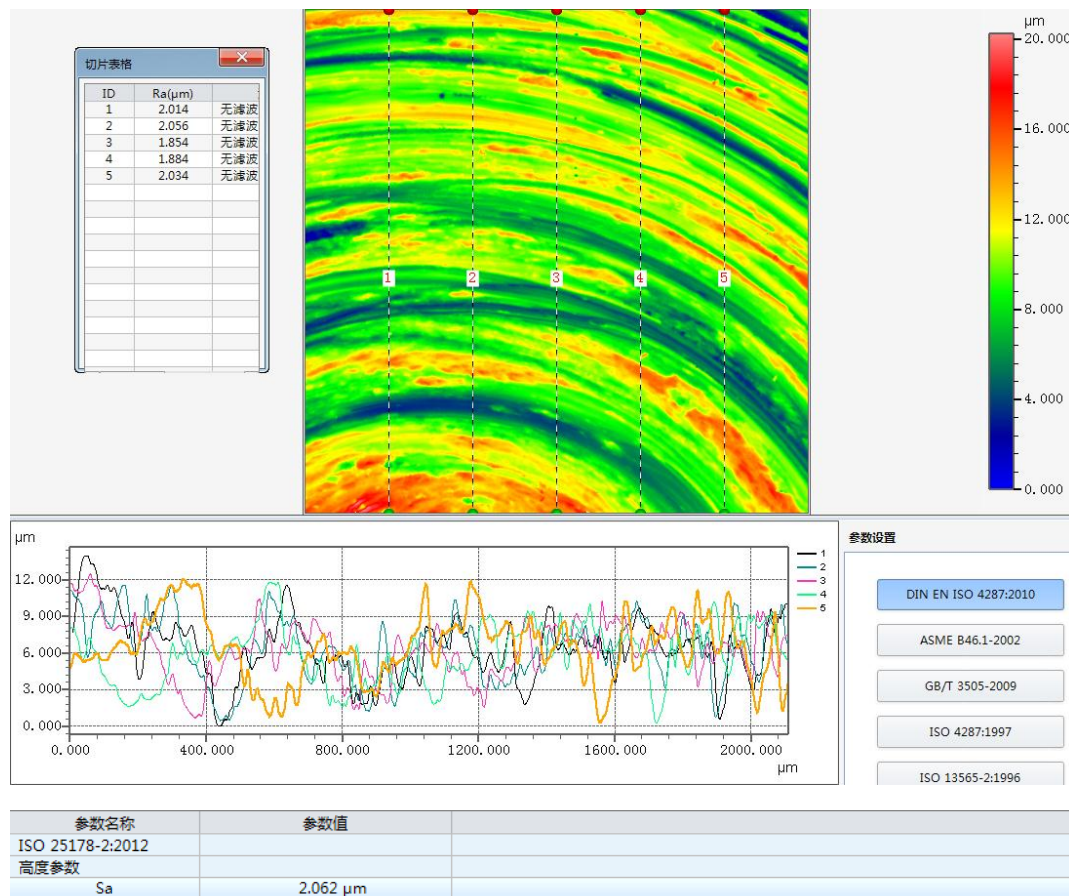 切片表格
ID Ra(μm)
1 2.014 无滤波
2 2.056 无滤波
3 1.854 无滤波
4 1.884 无滤波
5 2.034 无滤波
1 2 3 4 5
μm
20.000
16.000
12.000
8.000
4.000
0.000
μm
12.000
9.000
6.000
3.000
0.000
0.000 400.000 800.000 1200.000 1600.000 2000.000
μm
1
2
3
4
5
参数设置
DIN EN ISO 4287:2010
ASME B46.1-2002
GB/T 3505-2009
ISO 4287:1997
ISO 13565-2:1996
参数名称 参数值
ISO 25178-2:2012
高度参数
Sa 2.062 μm